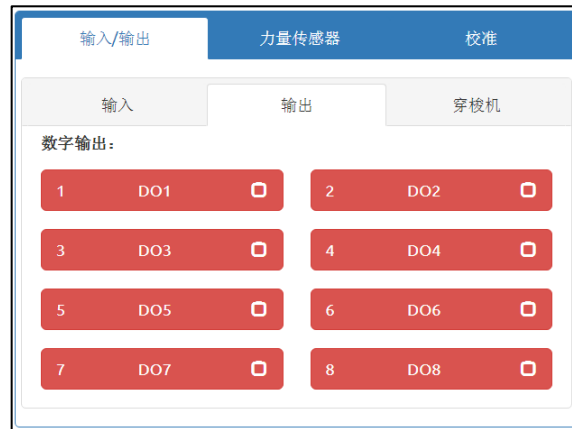 输入/输出 力量传感器 校准
输入 输出 穿梭机
数字输出：
1 DO1 2 DO2
3 DO3 4 DO4
5 DO5 6 DO6
7 DO7 8 DO8